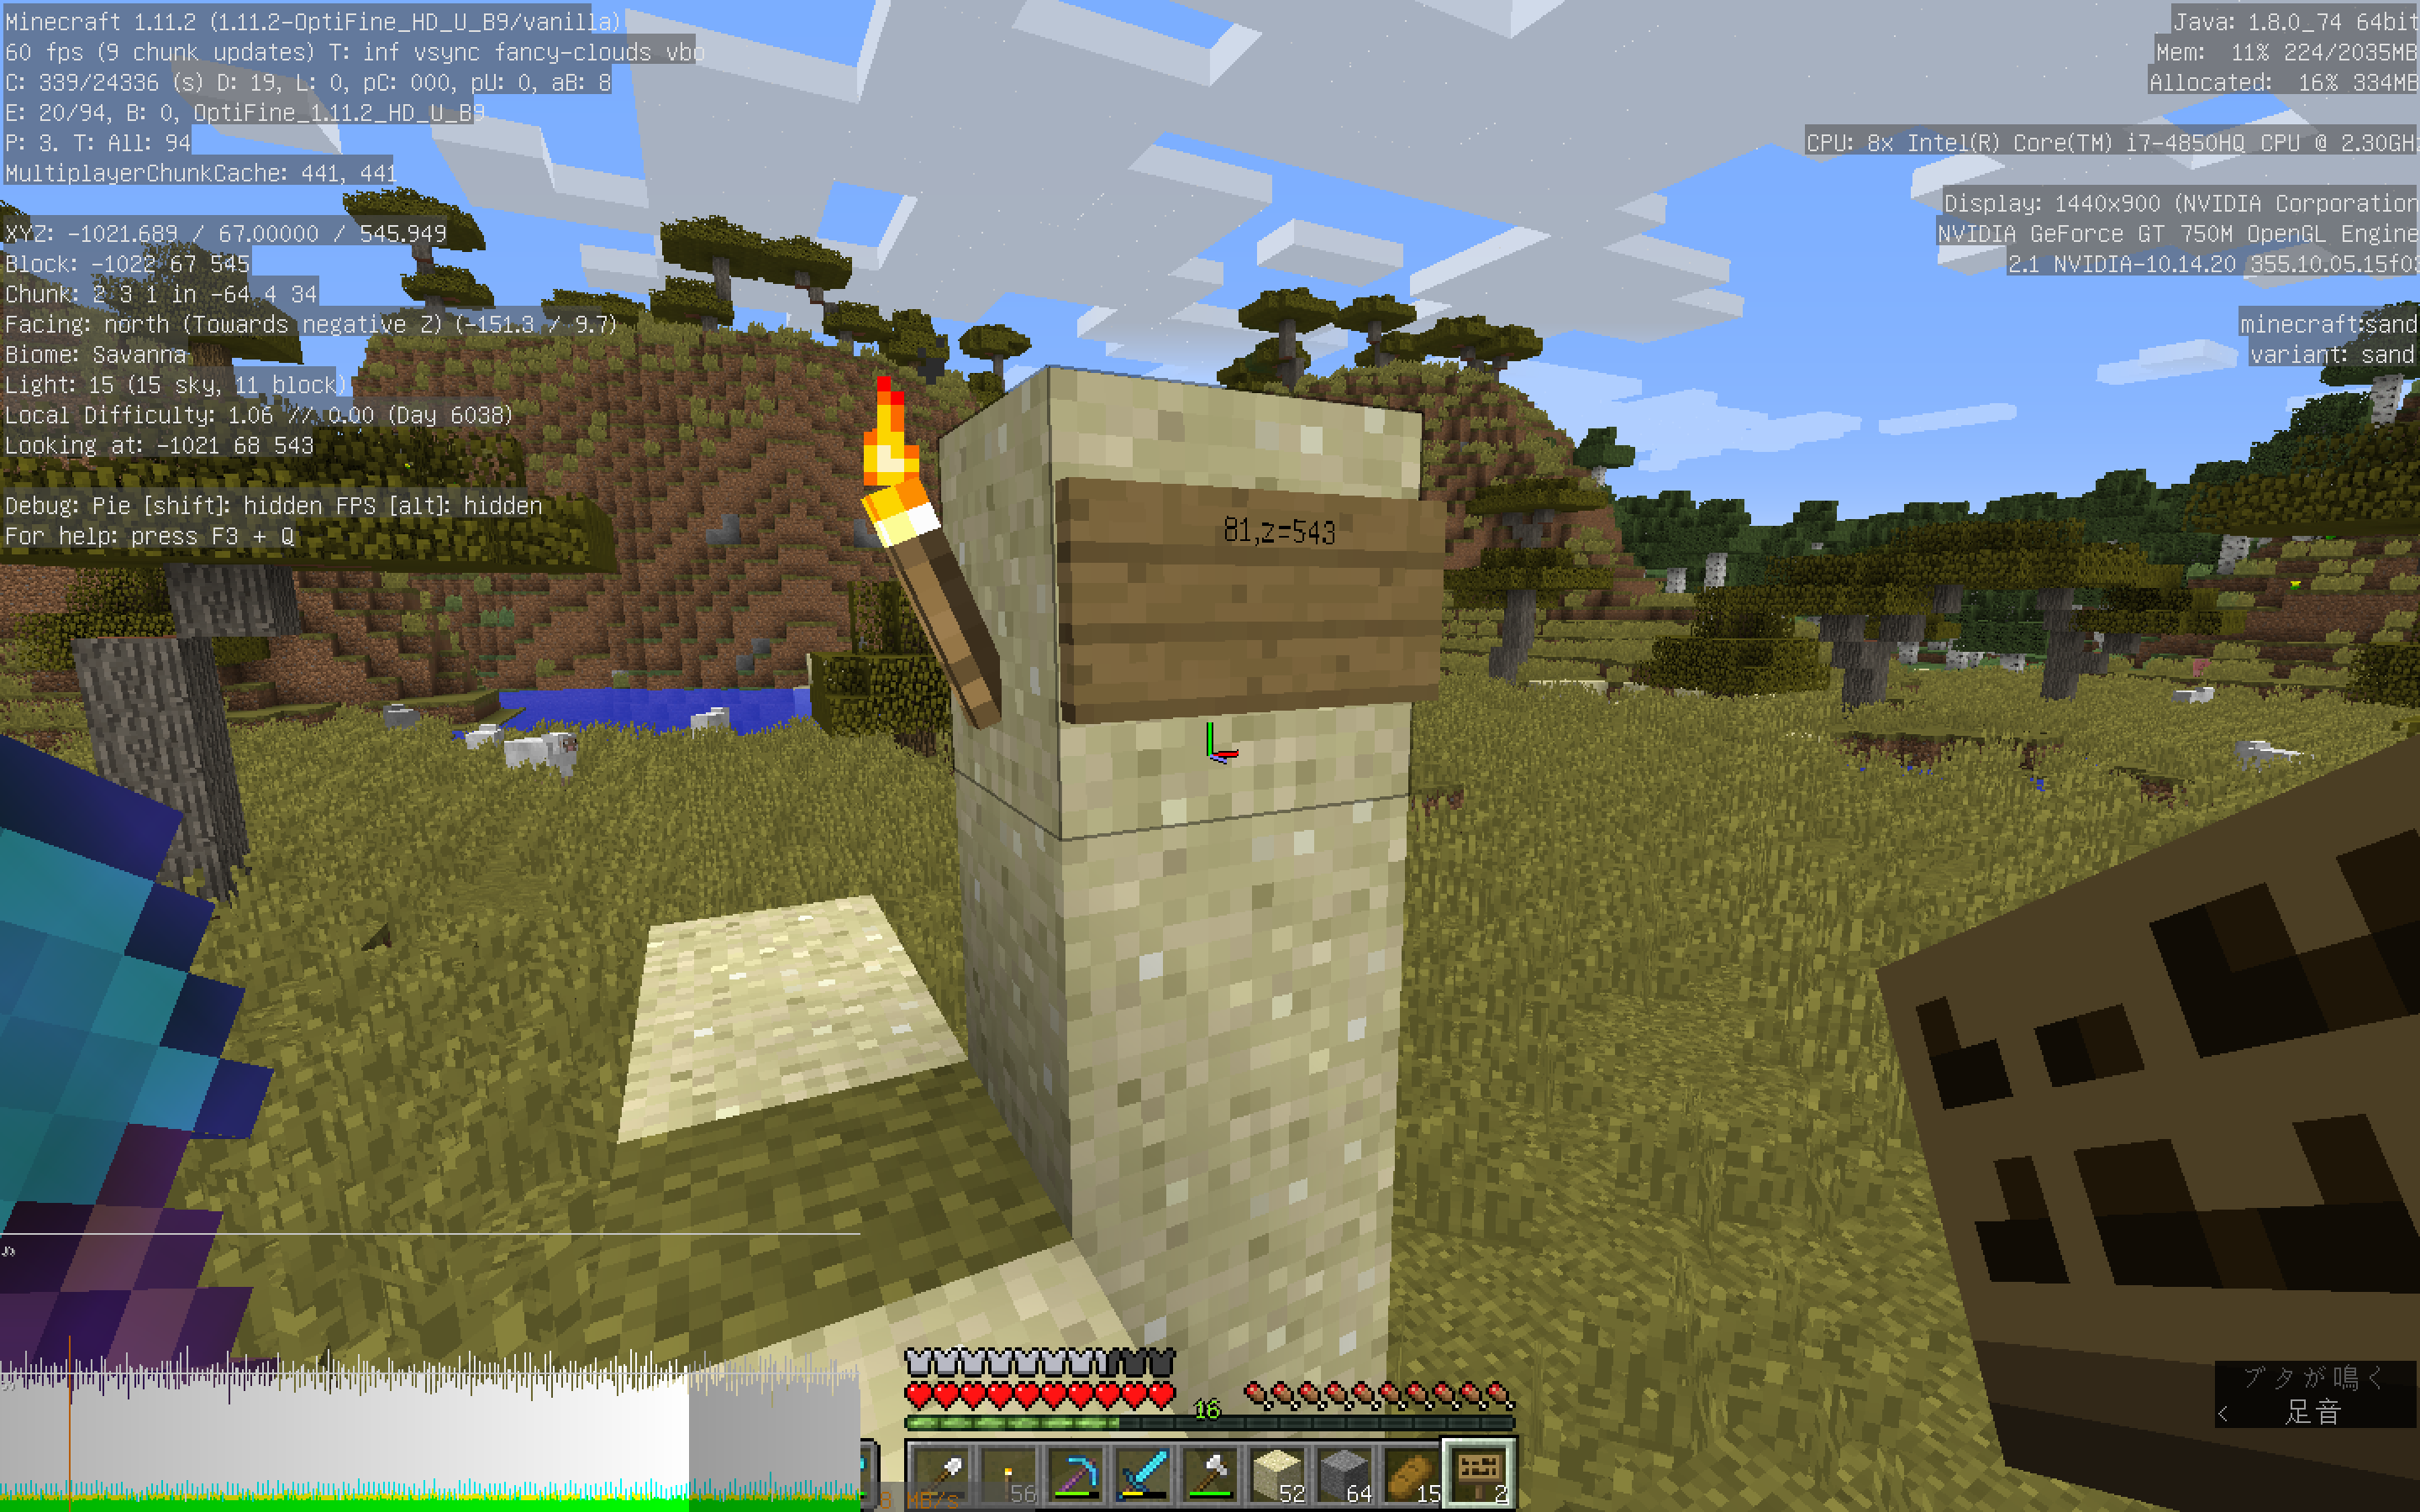 Minecraft 1.11.2 (1.11.2-OptiFine_HD_U_B9/vanilla)
60 fps (9 chunk updates) T: inf vsync fancy-clouds vbo
C: 339/24336 (s) D: 19, L: 0, pC: 000, pU: 0, aB: 8
E: 20/94, B: 0, OptiFine_1.11.2_HD_U_B9
P: 3. T: All: 94
MultiplayerChunkCache: 441, 441
XYZ: -1021.689 / 67.00000 / 545.949
Block: -1022 67 545
Chunk: 2 3 1 in -64 4 34
Facing: north (Towards negative Z) (-151.3 / 9.7)
Biome: Savanna
Light: 15 (15 sky, 11 block)
Local Difficulty: 1.06 // 0.00 (Day 6038)
Looking at: -1021 68 543
Debug: Pie [shift]: hidden FPS [alt]: hidden
For help: press F3 + Q
Java: 1.8.0_74 64bit
Mem: 11% 224/2035MB
Allocated: 16% 334MB
CPU: 8x Intel(R) Core(TM) i7-4850HQ CPU @ 2.30GH
Display: 1440x900 (NVIDIA Corporation
NVIDIA GeForce GT 750M OpenGL Engine
2.1 NVIDIA-10.14.20 355.10.05.15f03
minecraft:sand
variant: sand
81,z=543
ブタが鳴く
< 足音
16
56 52 64 15 2
8 MB/s